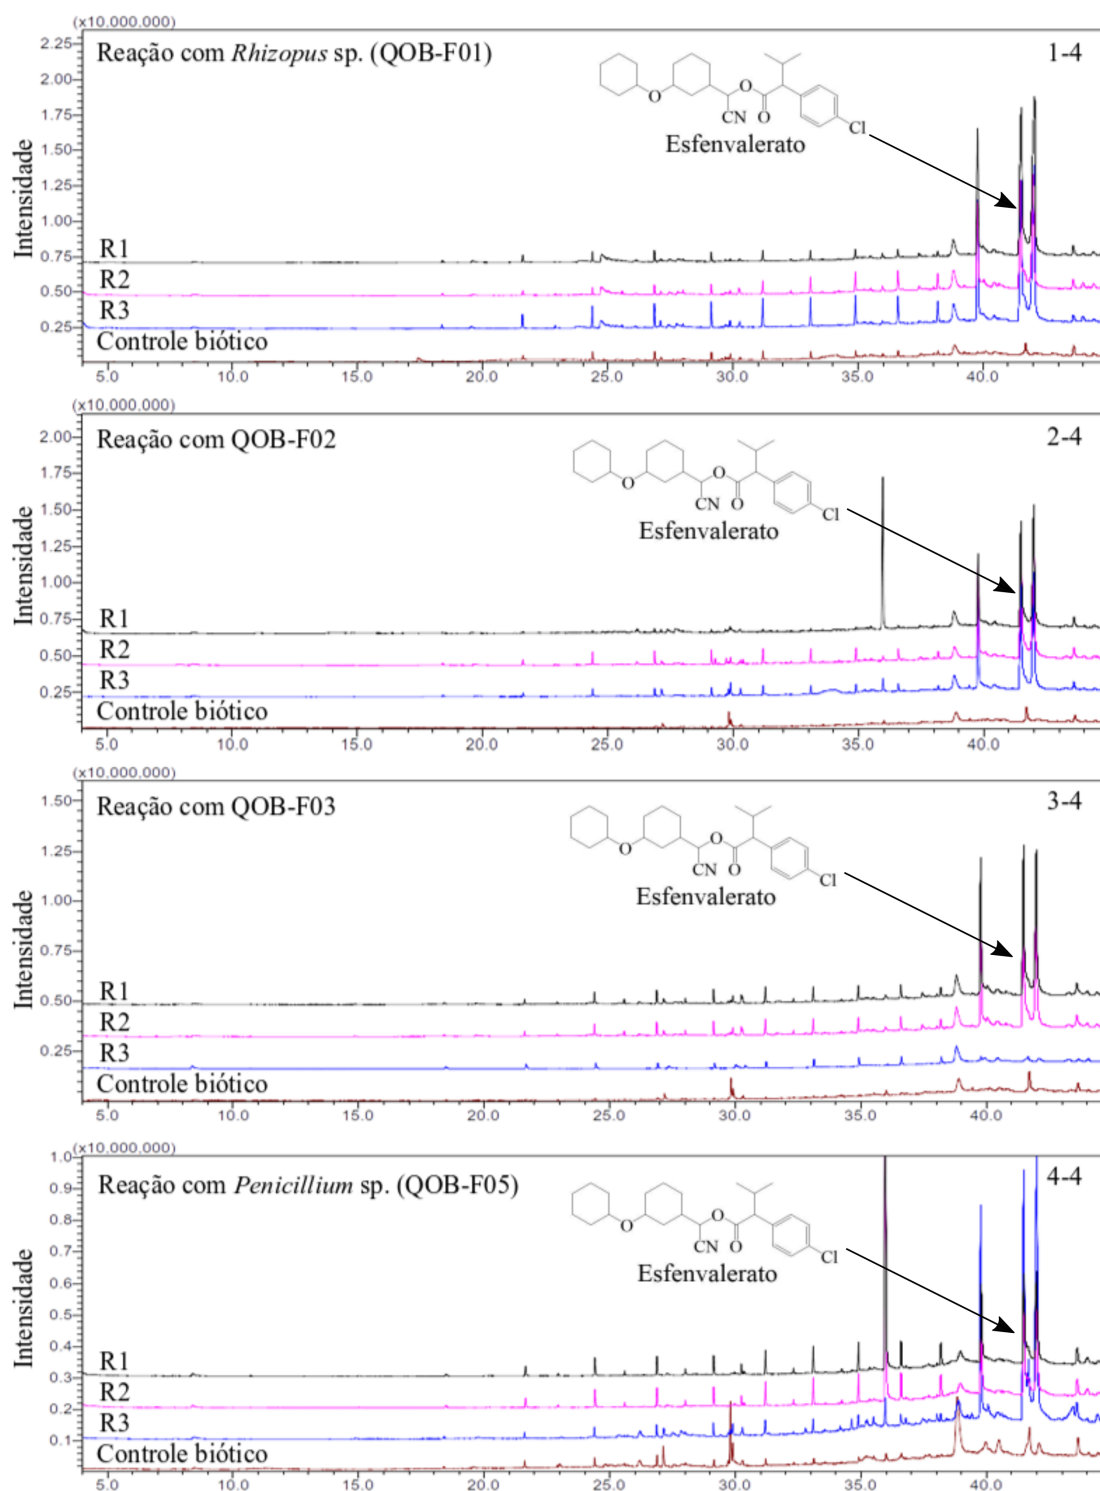 (x10,000,000)
Reação com Rhizopus sp. (QOB-F01)
1-4
2.25
2.00
1.75
1.50
1.25
1.00
0.75
0.50
0.25
Intensidade
O
O
CN
O
Cl
Esfenvalerato
R1
R2
R3
Controle biótico
5.0 10.0 15.0 20.0 25.0 30.0 35.0 40.0
(x10,000,000)
Reação com QOB-F02
2-4
2.00
1.75
1.50
1.25
1.00
0.75
0.50
0.25
Intensidade
O
O
CN
O
Cl
Esfenvalerato
R1
R2
R3
Controle biótico
5.0 10.0 15.0 20.0 25.0 30.0 35.0 40.0
(x10,000,000)
Reação com QOB-F03
3-4
1.50
1.25
1.00
0.75
0.50
0.25
Intensidade
O
O
CN
O
Cl
Esfenvalerato
R1
R2
R3
Controle biótico
5.0 10.0 15.0 20.0 25.0 30.0 35.0 40.0
(x10,000,000)
Reação com Penicillium sp. (QOB-F05)
4-4
1.0
0.9
0.8
0.7
0.6
0.5
0.4
0.3
0.2
0.1
Intensidade
O
O
CN
O
Cl
Esfenvalerato
R1
R2
R3
Controle biótico
5.0 10.0 15.0 20.0 25.0 30.0 35.0 40.0